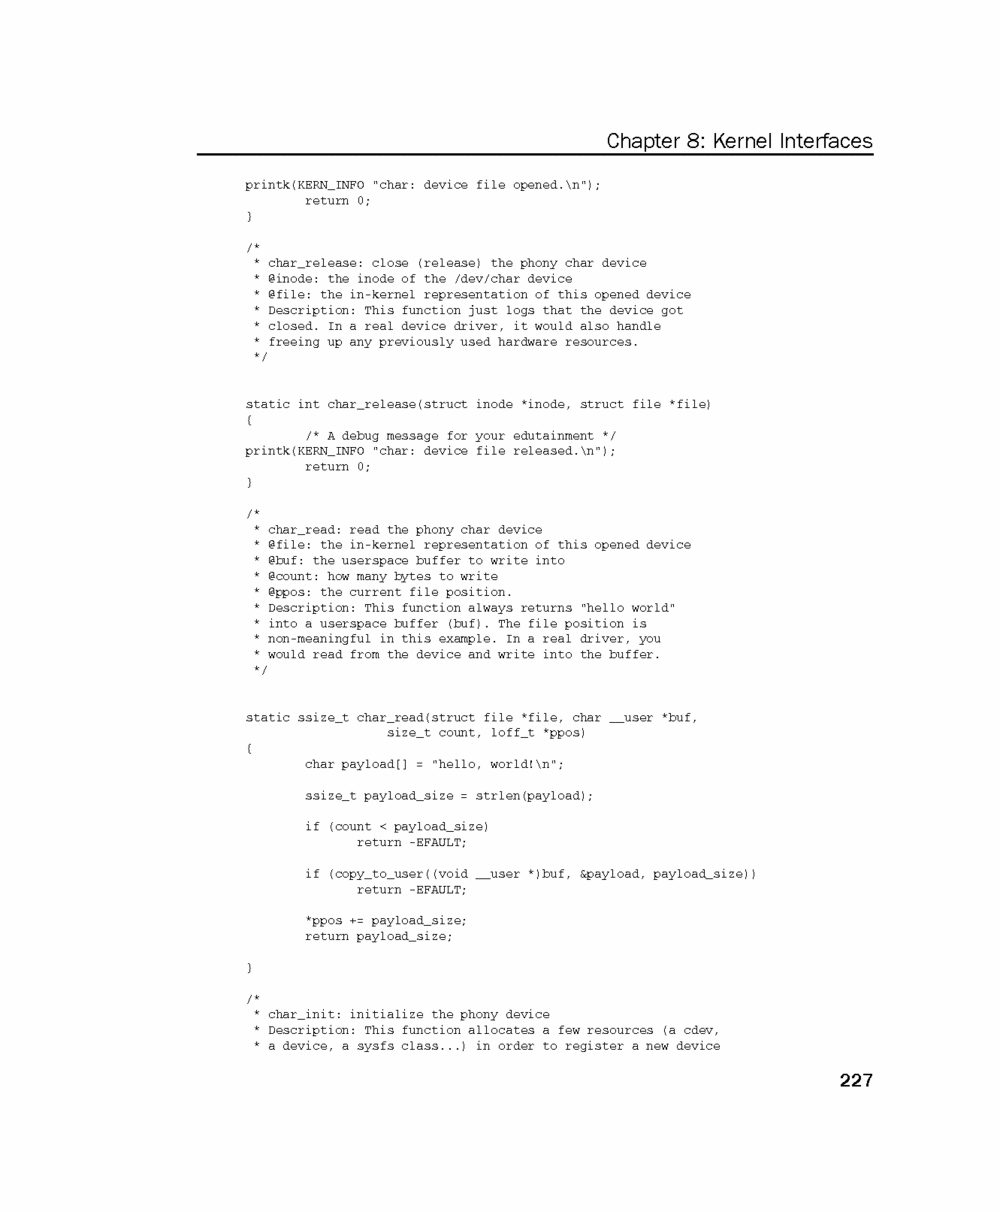 Chapter 8: Kernel Interfaces
printk(KERN_INFO "char: device file opened.\n");
        return 0;
}
/*
 * char_release: close (release) the phony char device
 * @inode: the inode of the /dev/char device
 * @file: the in-kernel representation of this opened device
 * Description: This function just logs that the device got
 * closed. In a real device driver, it would also handle
 * freeing up any previously used hardware resources.
 */
static int char_release(struct inode *inode, struct file *file)
{
        /* A debug message for your edutainment */
printk(KERN_INFO "char: device file released.\n");
        return 0;
}
/*
 * char_read: read the phony char device
 * @file: the in-kernel representation of this opened device
 * @buf: the userspace buffer to write into
 * @count: how many bytes to write
 * @ppos: the current file position.
 * Description: This function always returns "hello world"
 * into a userspace buffer (buf). The file position is
 * non-meaningful in this example. In a real driver, you
 * would read from the device and write into the buffer.
 */
static ssize_t char_read(struct file *file, char __user *buf,
                   size_t count, loff_t *ppos)
{
        char payload[] = "hello, world!\n";
        ssize_t payload_size = strlen(payload);
        if (count < payload_size)
               return -EFAULT;
        if (copy_to_user((void __user *)buf, &payload, payload_size))
               return -EFAULT;
        *ppos += payload_size;
        return payload_size;
}
/*
 * char_init: initialize the phony device
 * Description: This function allocates a few resources (a cdev,
 * a device, a sysfs class...) in order to register a new device
227